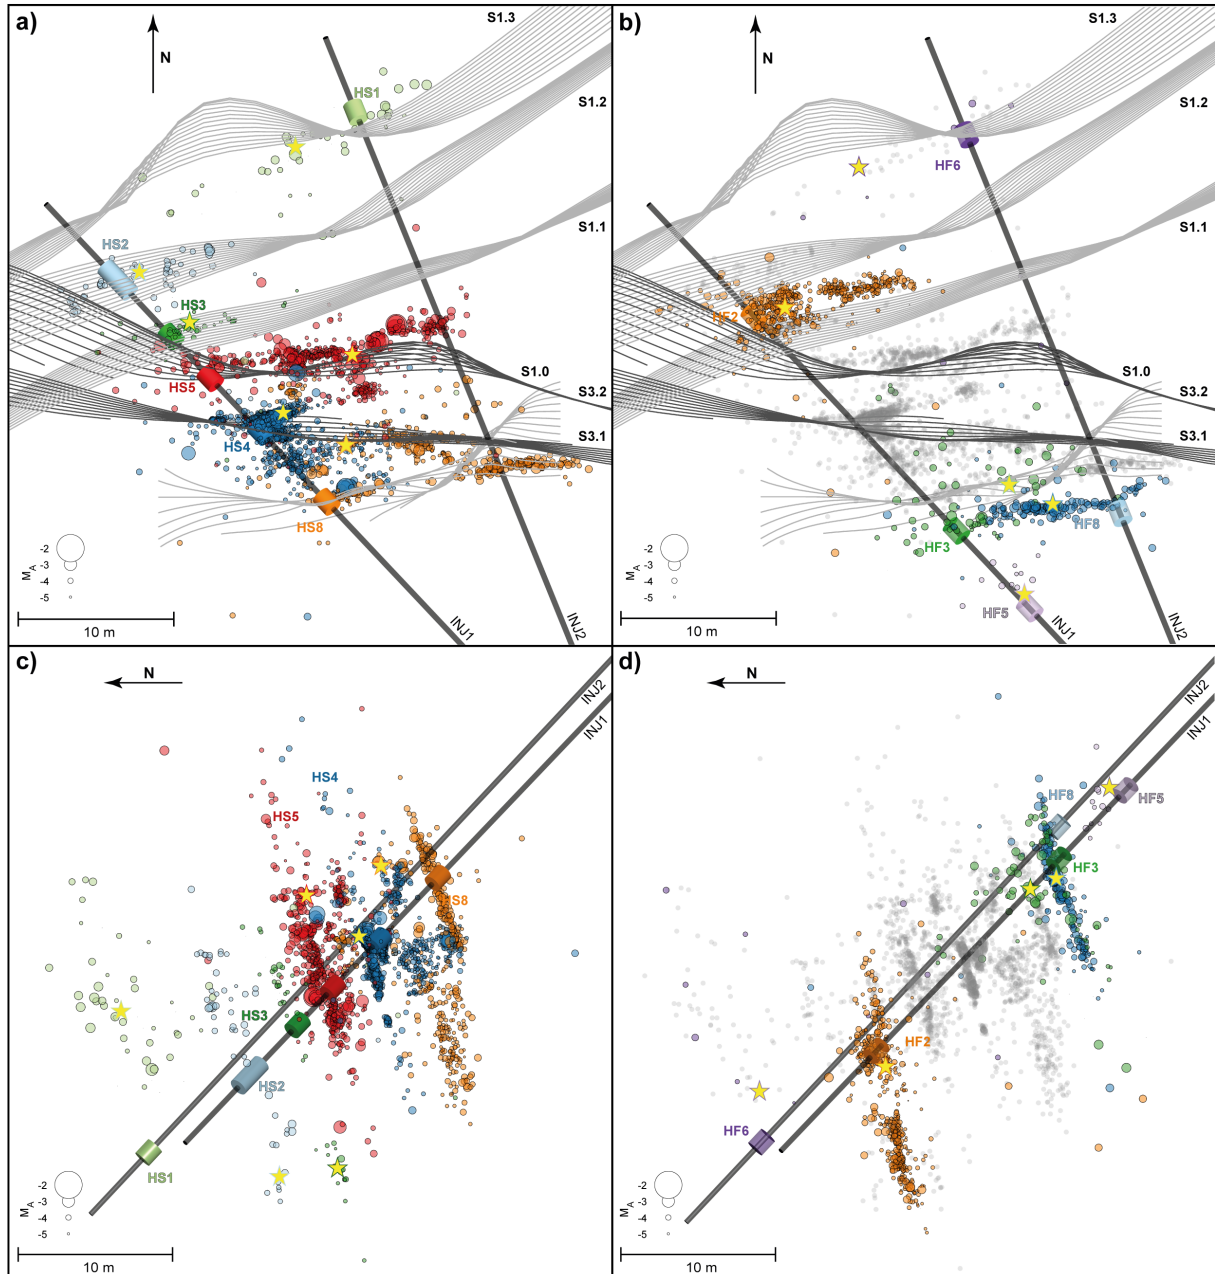 a)
N
S1.3
HS1
S1.2
S1.1
HS2
HS3
HS5
S1.0
S3.2
HS4
S3.1
HS8
-2
-3
-4
-5
MA
10 m
INJ1
INJ2
b)
N
S1.3
S1.2
HF6
S1.1
HF2
S1.0
S3.2
S3.1
HF8
HF3
HF5
-2
-3
-4
-5
MA
10 m
INJ1
INJ2
c)
N
INJ2
INJ1
HS4
HS5
HS8
HS3
HS2
HS1
-2
-3
-4
-5
MA
10 m
d)
N
INJ2
INJ1
HF8
HF5
HF3
HF2
HF6
-2
-3
-4
-5
MA
10 m